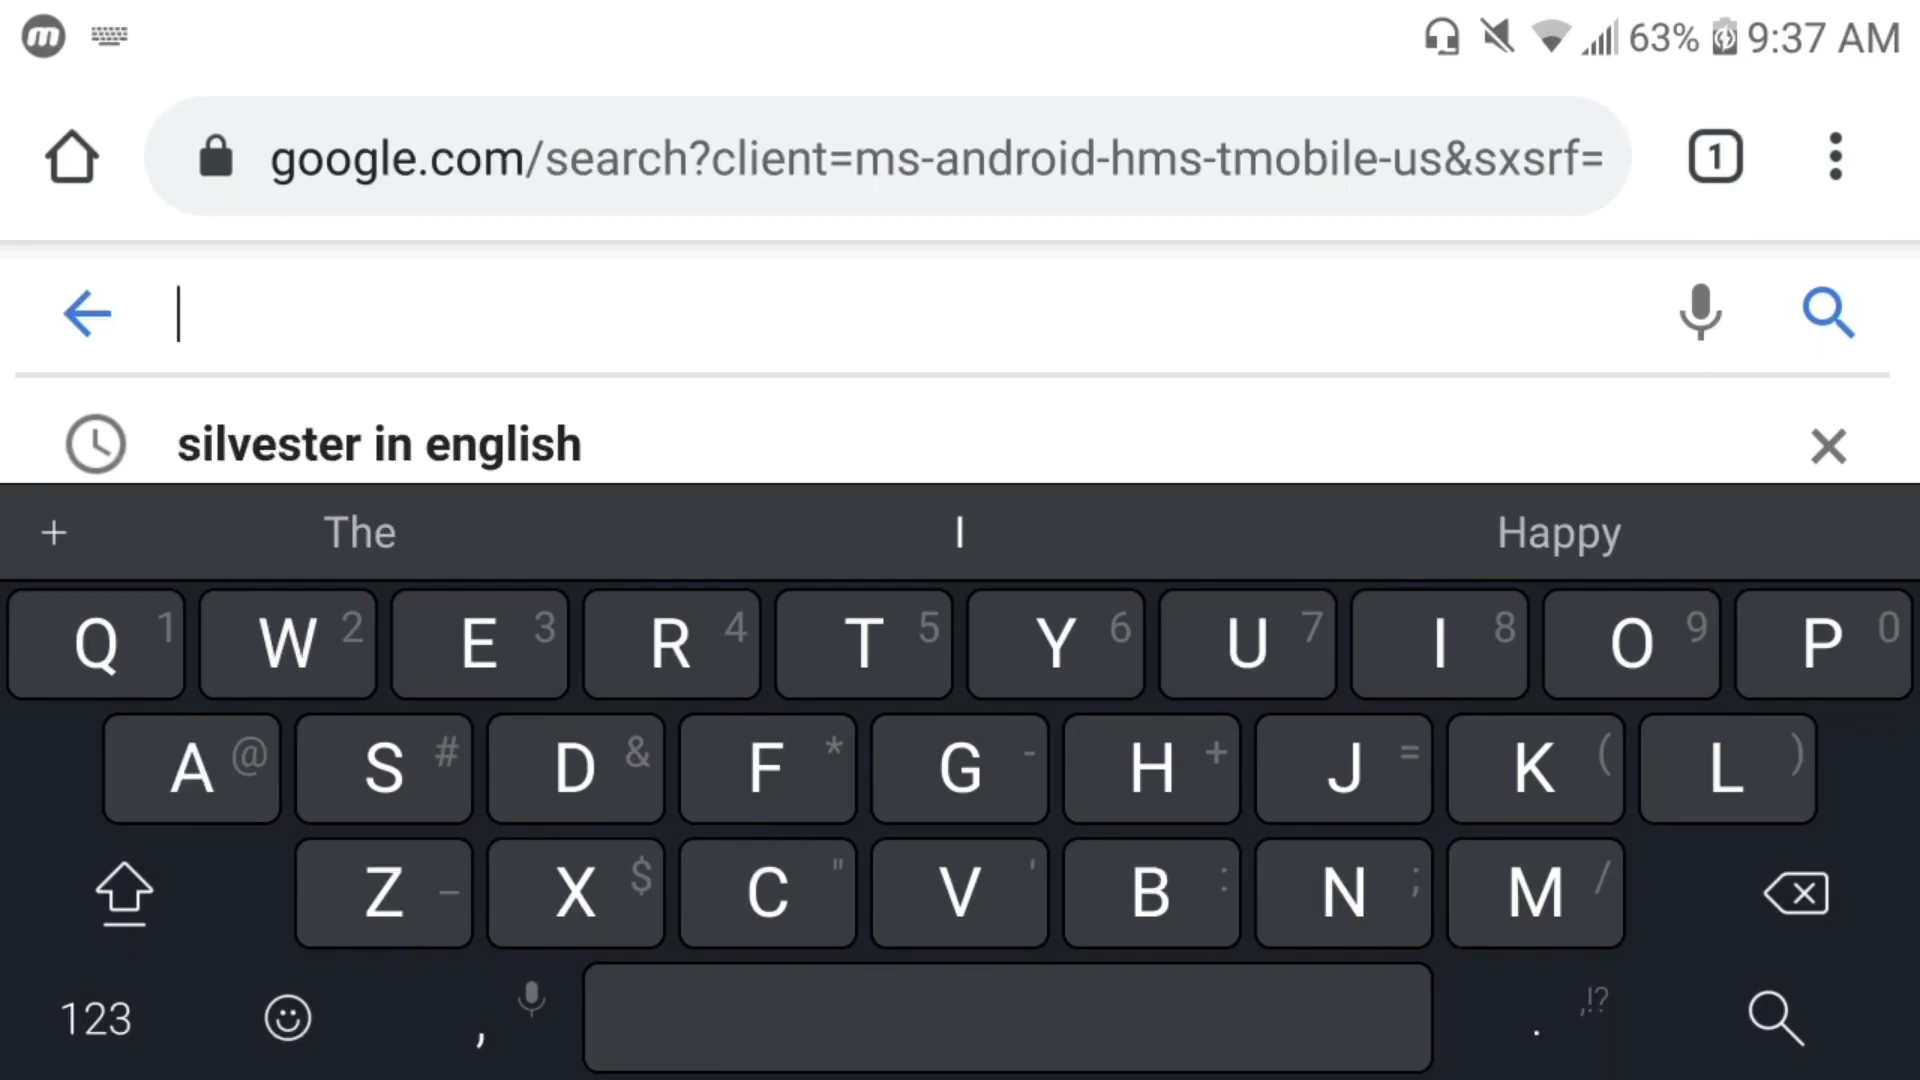 m 63% 9:37 AM
google.com/search?client=ms-android-hms-tmobile-us&sxsrf= 1
silvester in english
+ The I Happy
Q 1 W 2 E 3 R 4 T 5 Y 6 U 7 I 8 O 9 P 0
A @ S # D & F * G - H + J = K ( L )
Z _ X $ C " V ' B : N ; M /
123 , . ,!?